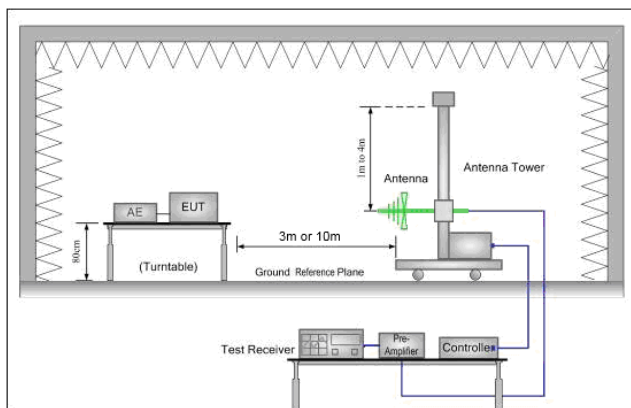 1m to 4m
Antenna
Antenna Tower
AE
EUT
3m or 10m
80cm
(Turntable)
Ground Reference Plane
Test Receiver
Pre-
Amplifier
Controlle